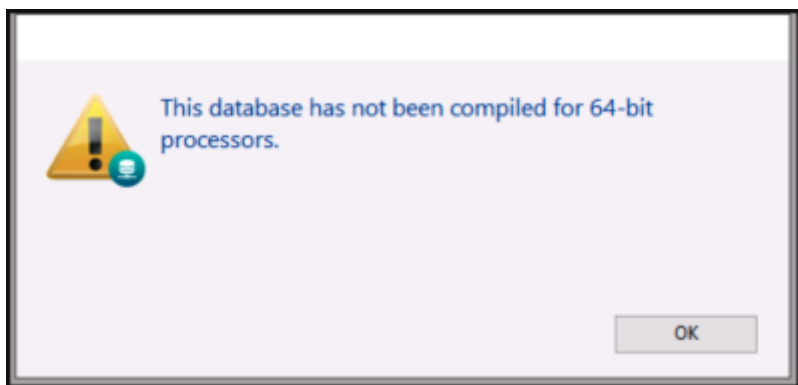 This database has not been compiled for 64-bit
processors.
OK